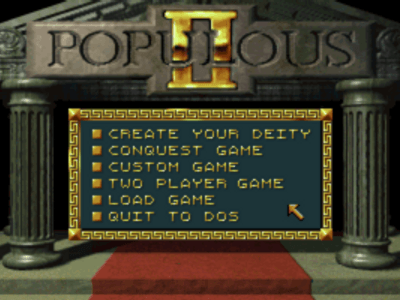 POPULOUS
II
CREATE YOUR DEITY
CONQUEST GAME
CUSTOM GAME
TWO PLAYER GAME
LOAD GAME
QUIT TO DOS